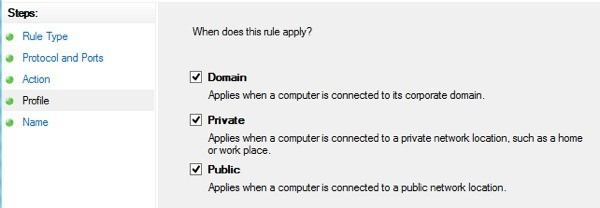 Steps:
Rule Type
Protocol and Ports
Action
Profile
Name
When does this rule apply?
Domain
Applies when a computer is connected to its corporate domain.
Private
Applies when a computer is connected to a private network location, such as a home
or work place.
Public
Applies when a computer is connected to a public network location.